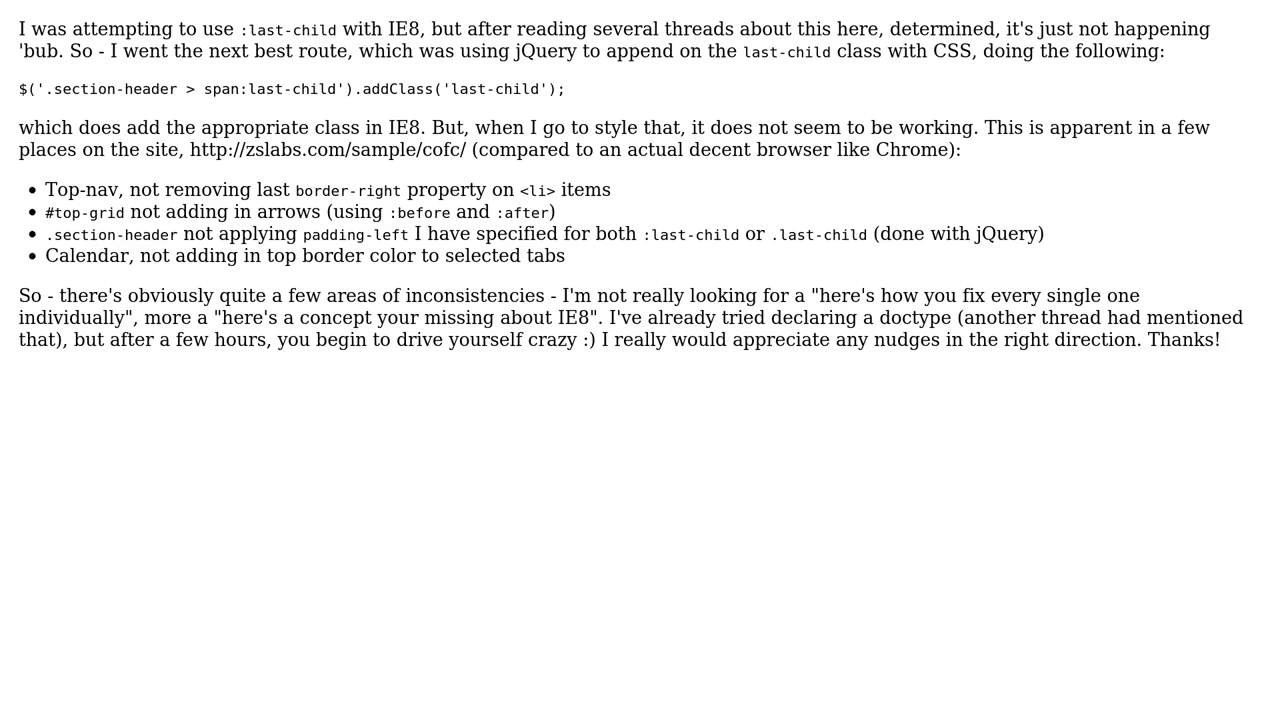 I was attempting to use :last-child with IE8, but after reading several threads about this here, determined, it's just not happening
'bub. So - I went the next best route, which was using jQuery to append on the last-child class with CSS, doing the following:
$('.section-header > span:last-child').addClass('last-child');
which does add the appropriate class in IE8. But, when I go to style that, it does not seem to be working. This is apparent in a few
places on the site, http://zslabs.com/sample/cofc/ (compared to an actual decent browser like Chrome):
• Top-nav, not removing last border-right property on <li> items
• #top-grid not adding in arrows (using :before and :after)
• .section-header not applying padding-left I have specified for both :last-child or .last-child (done with jQuery)
• Calendar, not adding in top border color to selected tabs
So - there's obviously quite a few areas of inconsistencies - I'm not really looking for a "here's how you fix every single one
individually", more a "here's a concept your missing about IE8". I've already tried declaring a doctype (another thread had mentioned
that), but after a few hours, you begin to drive yourself crazy :) I really would appreciate any nudges in the right direction. Thanks!